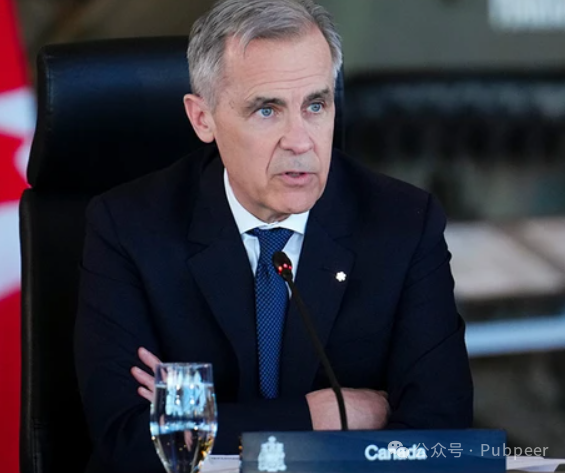 Canada
公众号 · Pubpeer